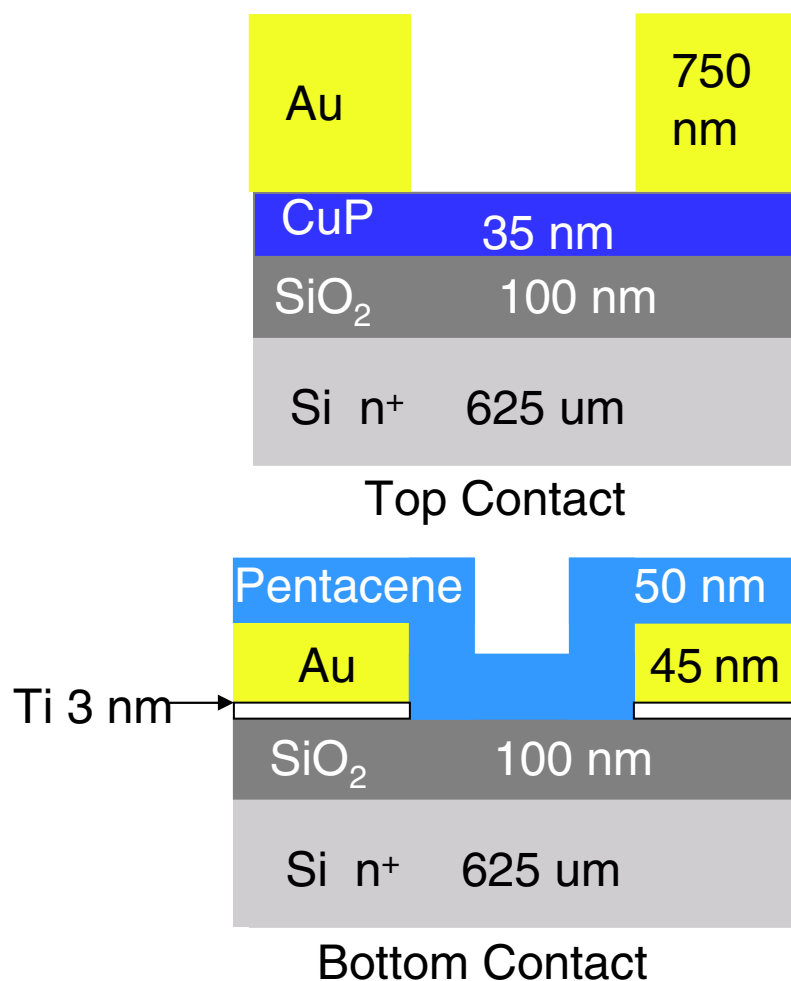 Au
750
nm
CuP 35 nm
SiO₂ 100 nm
Si n⁺ 625 um
Top Contact
Pentacene 50 nm
Au 45 nm
Ti 3 nm
SiO₂ 100 nm
Si n⁺ 625 um
Bottom Contact